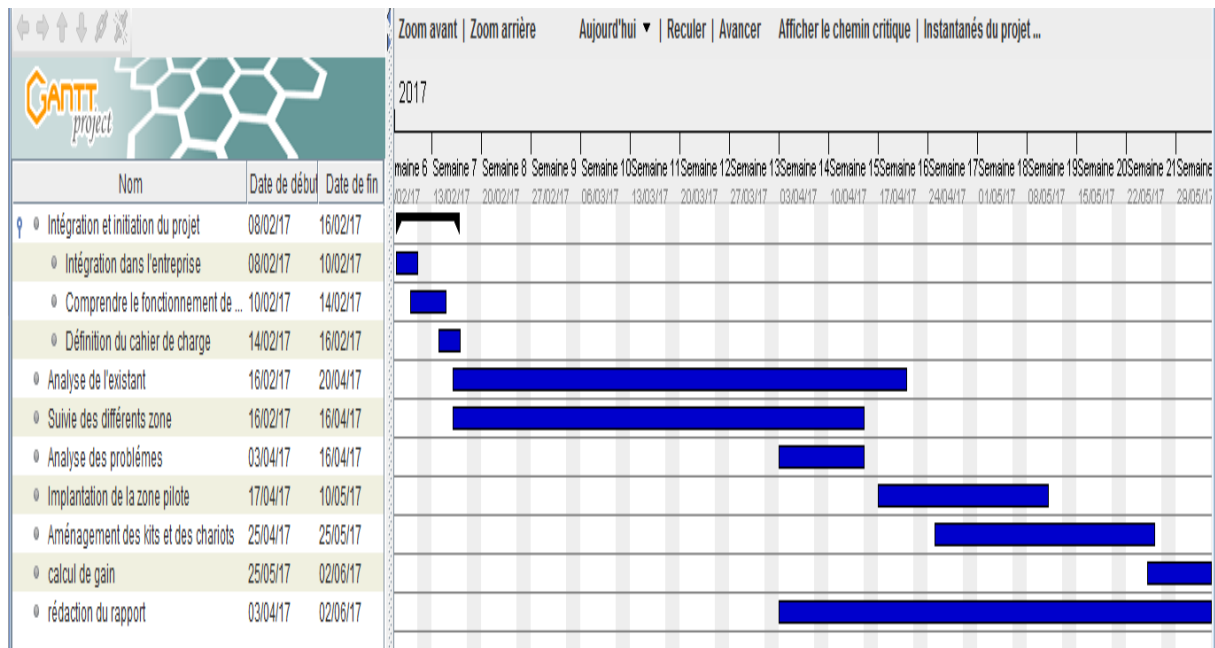 Zoom avant | Zoom arrière Aujourd'hui ▼ | Reculer | Avancer Afficher le chemin critique | Instantanés du projet ...
GANTT project
2017
Nom Date de début Date de fin
maine 6 Semaine 7 Semaine 8 Semaine 9 Semaine 10 Semaine 11 Semaine 12 Semaine 13 Semaine 14 Semaine 15 Semaine 16 Semaine 17 Semaine 18 Semaine 19 Semaine 20 Semaine 21 Semaine
/02/17 13/02/17 20/02/17 27/02/17 06/03/17 13/03/17 20/03/17 27/03/17 03/04/17 10/04/17 17/04/17 24/04/17 01/05/17 08/05/17 15/05/17 22/05/17 29/05/17
Intégration et initiation du projet 08/02/17 16/02/17
Intégration dans l'entreprise 08/02/17 10/02/17
Comprendre le fonctionnement de ... 10/02/17 14/02/17
Définition du cahier de charge 14/02/17 16/02/17
Analyse de l'existant 16/02/17 20/04/17
Suivie des différents zone 16/02/17 16/04/17
Analyse des problémes 03/04/17 16/04/17
Implantation de la zone pilote 17/04/17 10/05/17
Aménagement des kits et des chariots 25/04/17 25/05/17
calcul de gain 25/05/17 02/06/17
rédaction du rapport 03/04/17 02/06/17